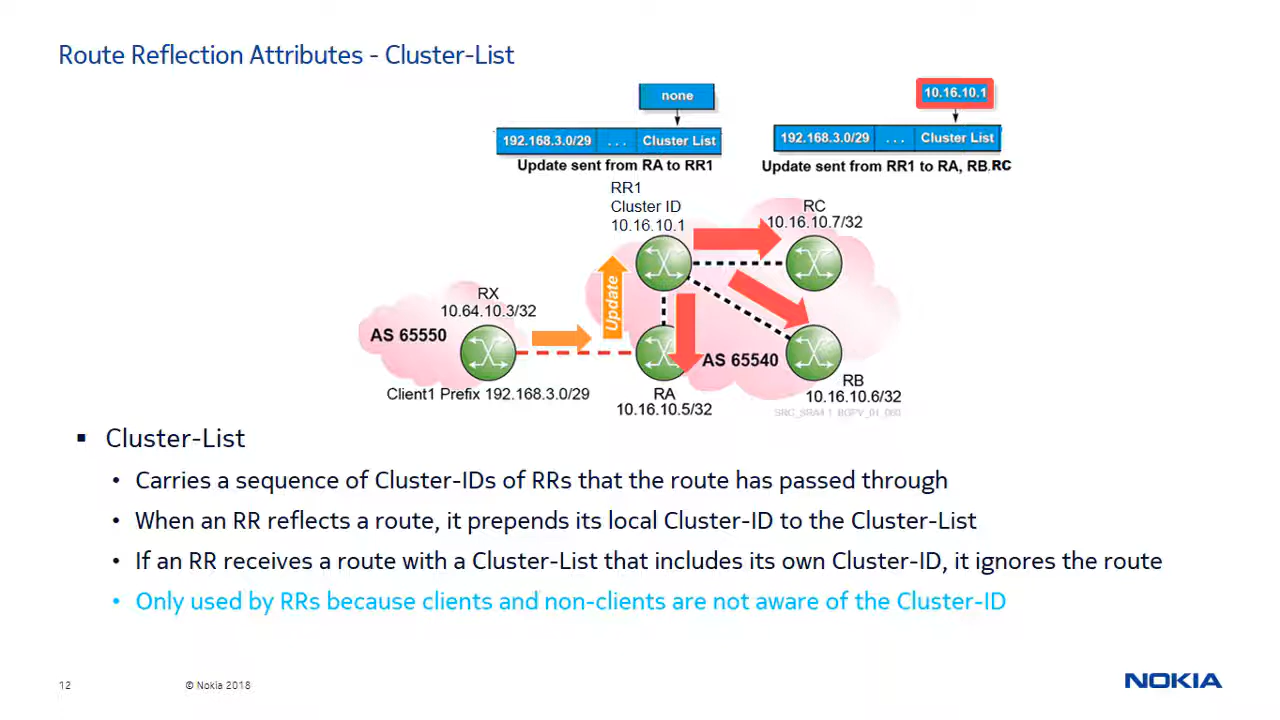 Route Reflection Attributes - Cluster-List
none
10.16.10.1
192.168.3.0/29 ... Cluster List
192.168.3.0/29 ... Cluster List
Update sent from RA to RR1
Update sent from RR1 to RA, RB.RC
RR1
Cluster ID
10.16.10.1
RC
10.16.10.7/32
Update
RX
10.64.10.3/32
AS 65550
AS 65540
Client1 Prefix 192.168.3.0/29
RA
10.16.10.5/32
RB
10.16.10.6/32
▪ Cluster-List
• Carries a sequence of Cluster-IDs of RRs that the route has passed through
• When an RR reflects a route, it prepends its local Cluster-ID to the Cluster-List
• If an RR receives a route with a Cluster-List that includes its own Cluster-ID, it ignores the route
• Only used by RRs because clients and non-clients are not aware of the Cluster-ID
12
© Nokia 2018
NOKIA